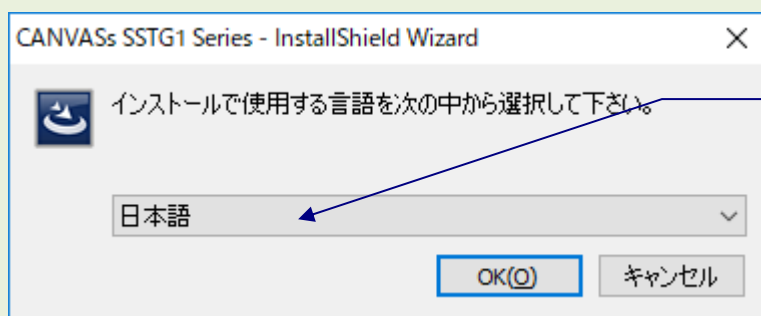 CANVASs SSTG1 Series - InstallShield Wizard
インストールで使用する言語を次の中から選択して下さい。
日本語
OK(O)
キャンセル